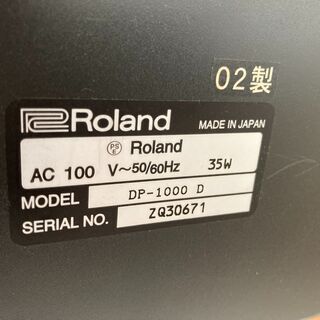 02製
Roland MADE IN JAPAN
PS E Roland
AC 100 V~50/60Hz 35W
MODEL DP-1000 D
SERIAL NO. ZQ30671